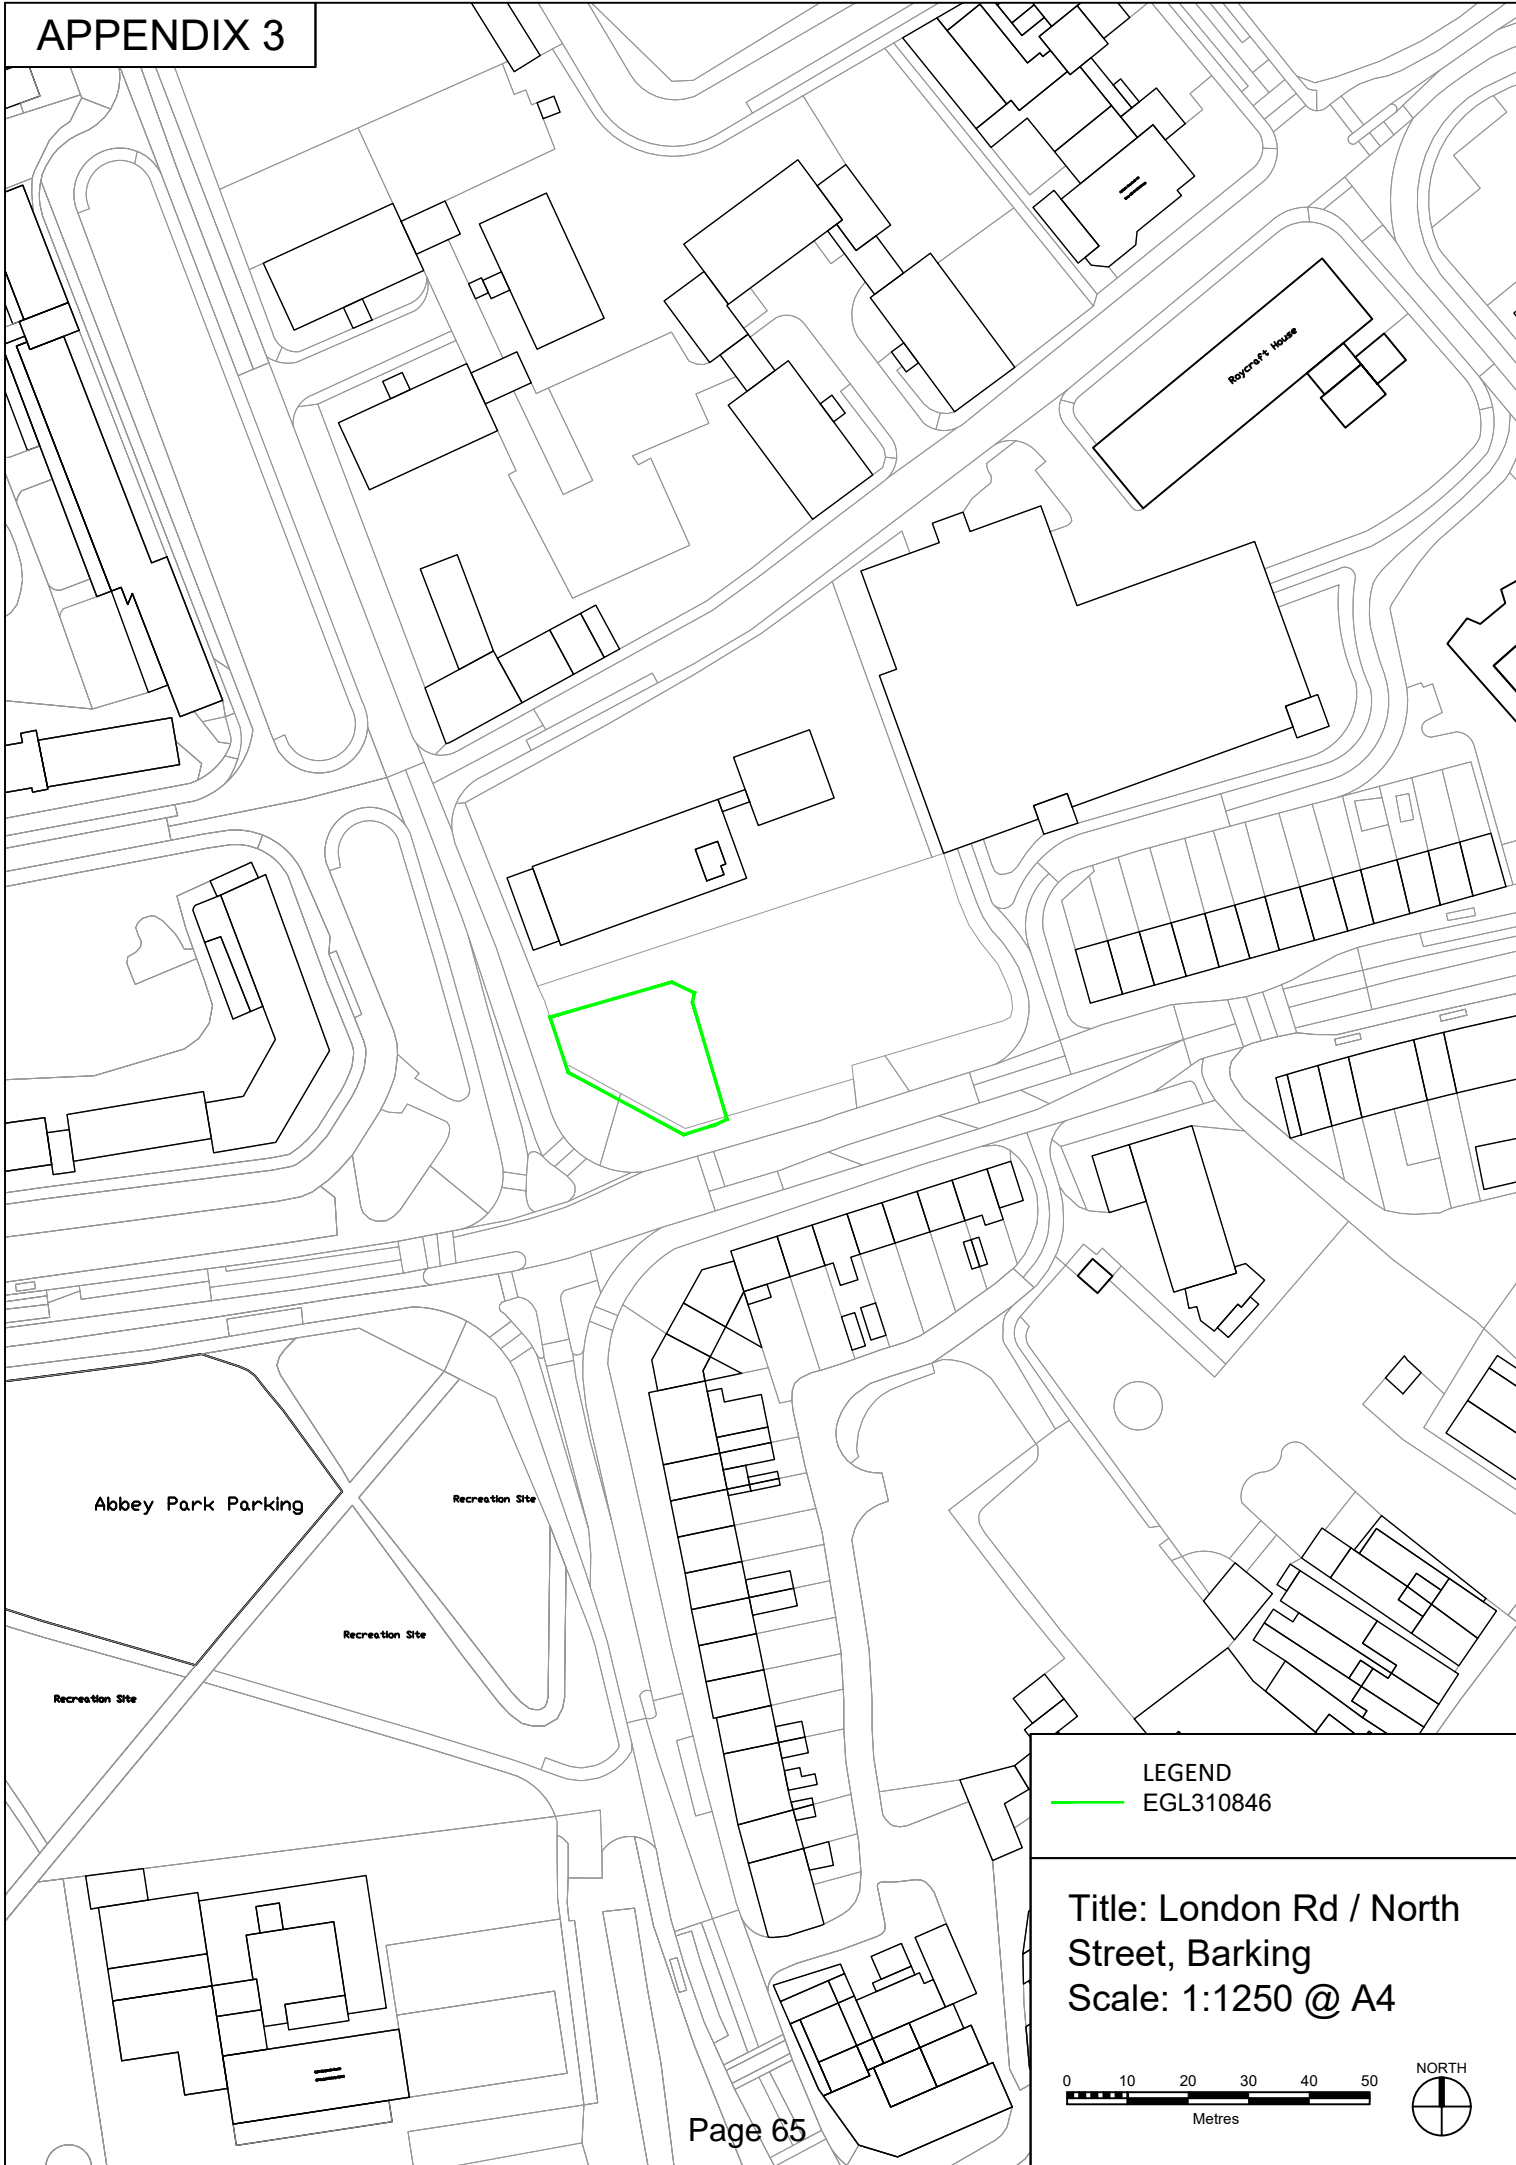 APPENDIX 3
Roycraft House
Abbey Park Parking
Recreation Site
Recreation Site
Recreation Site
LEGEND
EGL310846
Title: London Rd / North
Street, Barking
Scale: 1:1250 @ A4
0 10 20 30 40 50
Metres
NORTH
Page 65